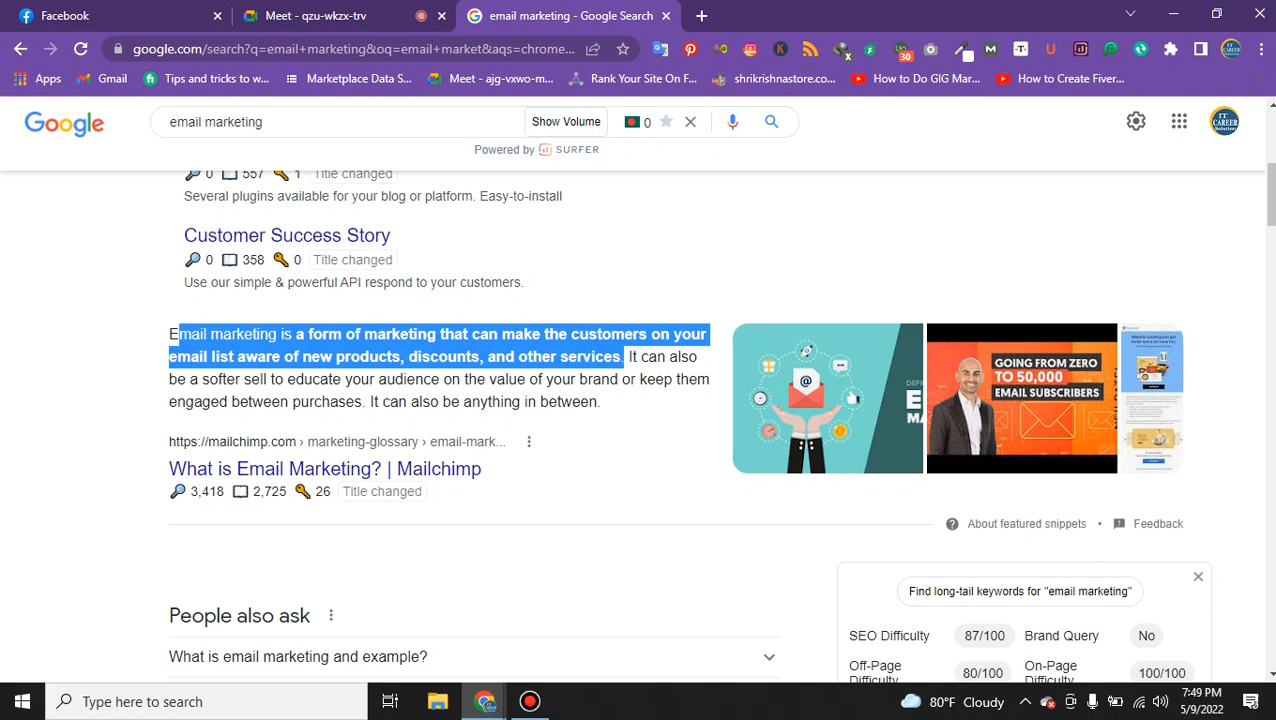 Facebook
Meet - qzu-wkzx-trv
email marketing - Google Search
google.com/search?q=email+marketing&oq=email+market&aqs=chrome...
30
Apps
Gmail
Tips and tricks to w...
Marketplace Data S...
Meet - ajg-vxwo-m...
Rank Your Site On F...
shrikrishnastore.co...
How to Do GIG Mar...
How to Create Fiver...
Google
email marketing
Show Volume
0
Powered by SURFER
IT CAREER Solution
0 557 1 Title changed
Several plugins available for your blog or platform. Easy-to-install
Customer Success Story
0 358 0 Title changed
Use our simple & powerful API respond to your customers.
Email marketing is a form of marketing that can make the customers on your
email list aware of new products, discounts, and other services. It can also
be a softer sell to educate your audience on the value of your brand or keep them
engaged between purchases. It can also be anything in between.
GOING FROM ZERO
TO 50,000
EMAIL SUBSCRIBERS
https://mailchimp.com › marketing-glossary › email-mark...
What is Email Marketing? | Mailchimp
3,418 2,725 26 Title changed
About featured snippets • Feedback
Find long-tail keywords for "email marketing"
SEO Difficulty 87/100 Brand Query No
Off-Page Difficulty 80/100 On-Page Difficulty 100/100
People also ask
What is email marketing and example?
Type here to search
80°F Cloudy
7:49 PM
5/9/2022